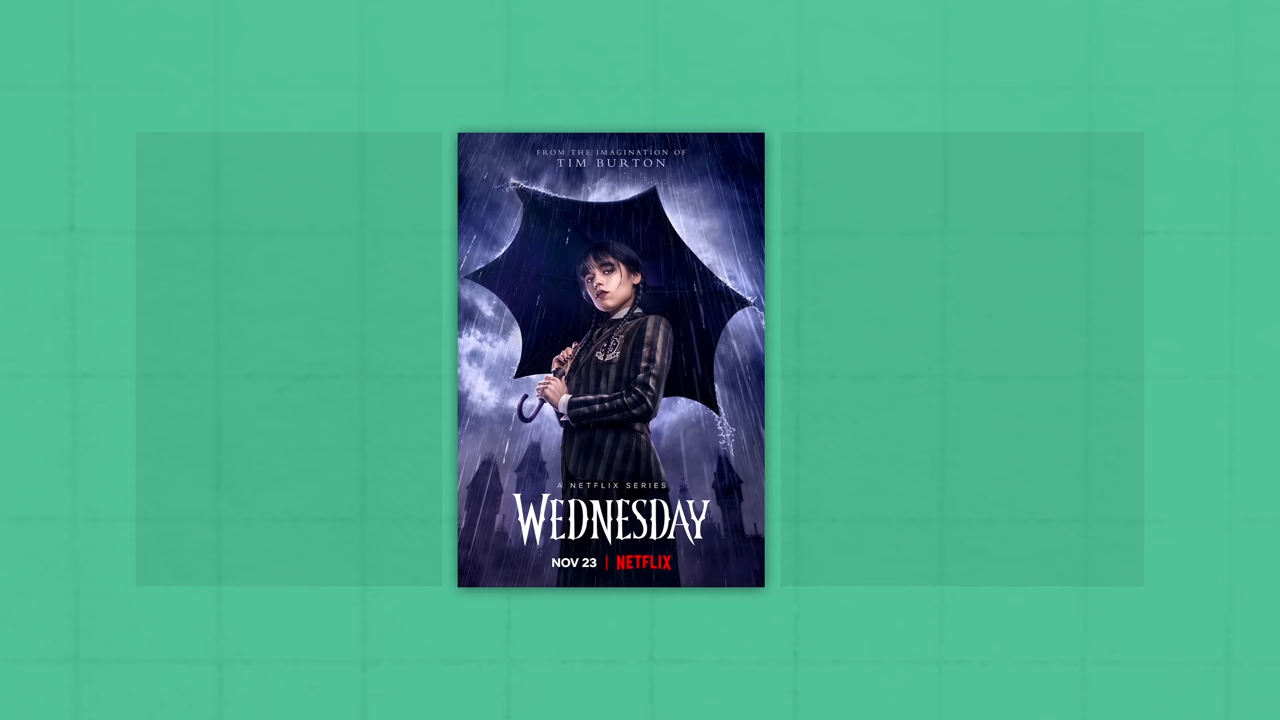 FROM THE IMAGINATION OF
TIM BURTON
A NETFLIX SERIES
WEDNESDAY
NOV 23 | NETFLIX